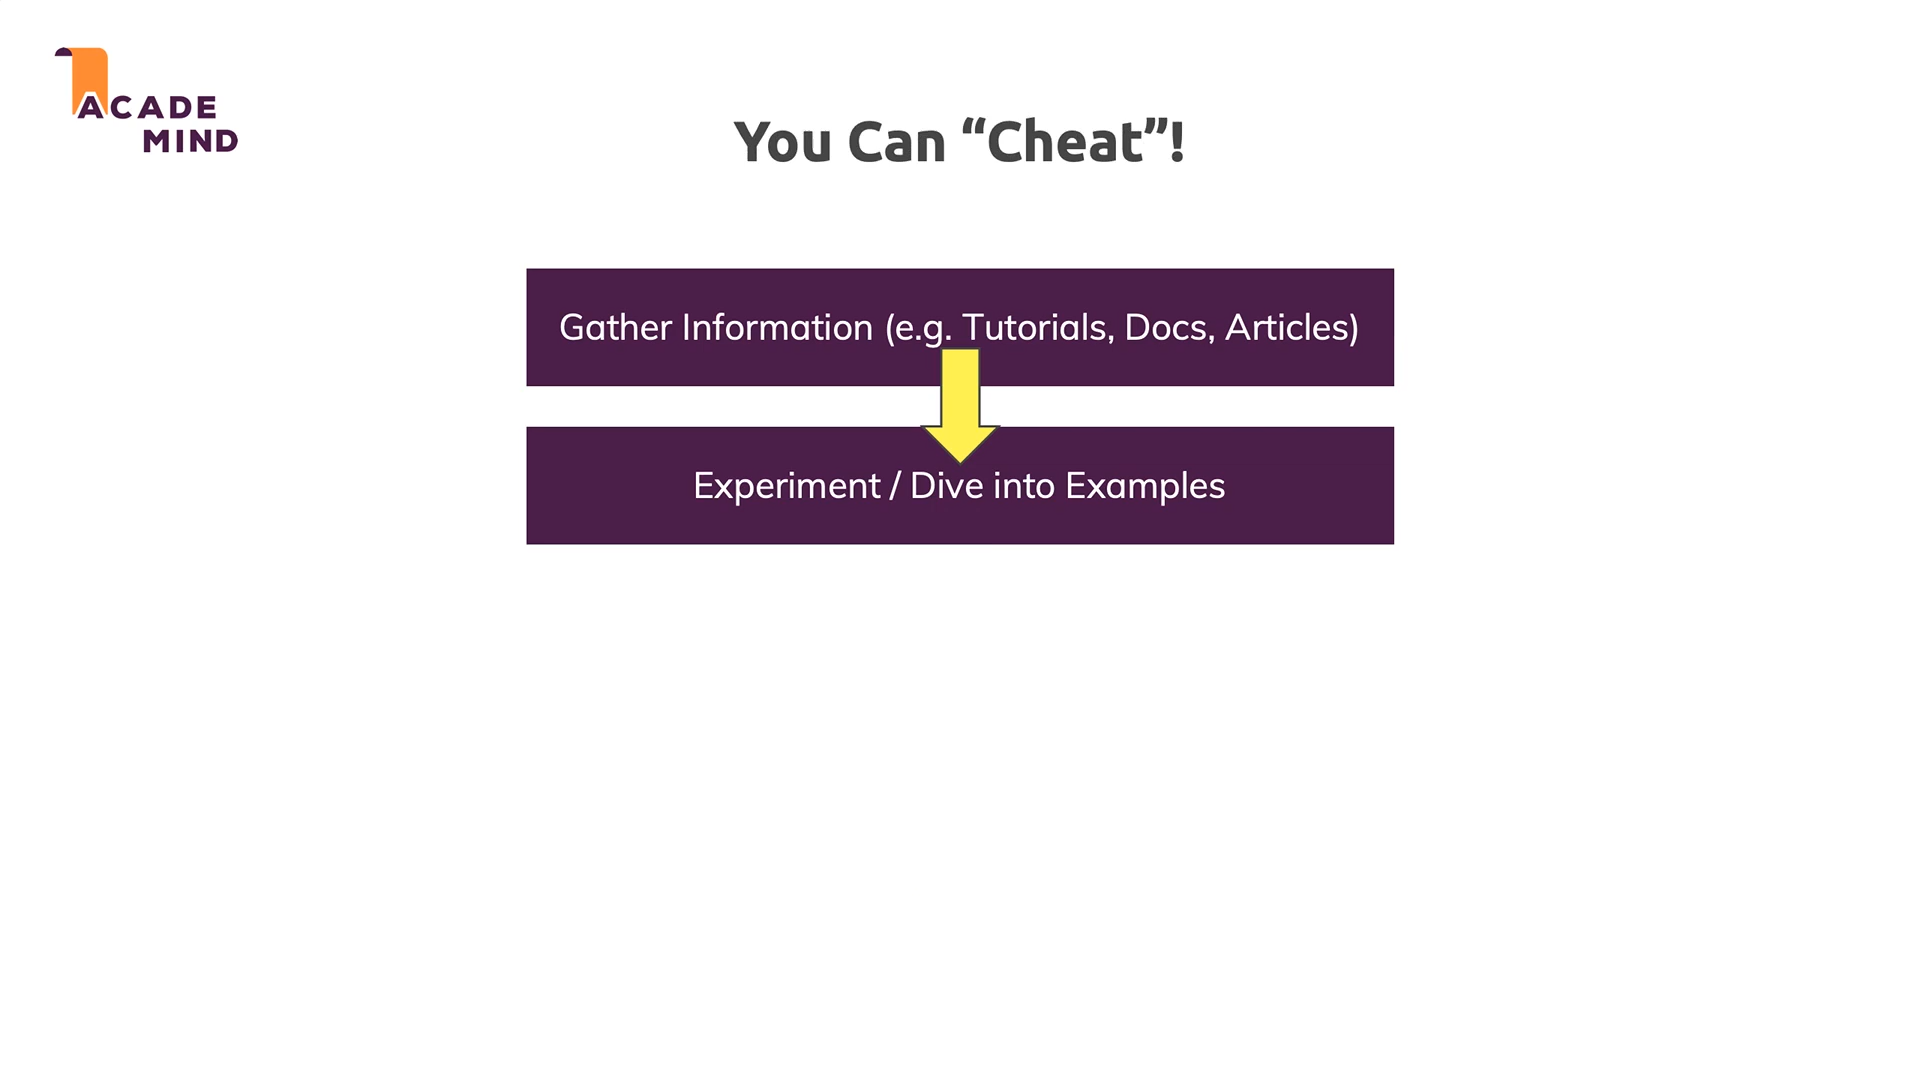 ACADE
MIND
You Can “Cheat”!
Gather Information (e.g. Tutorials, Docs, Articles)
Experiment / Dive into Examples